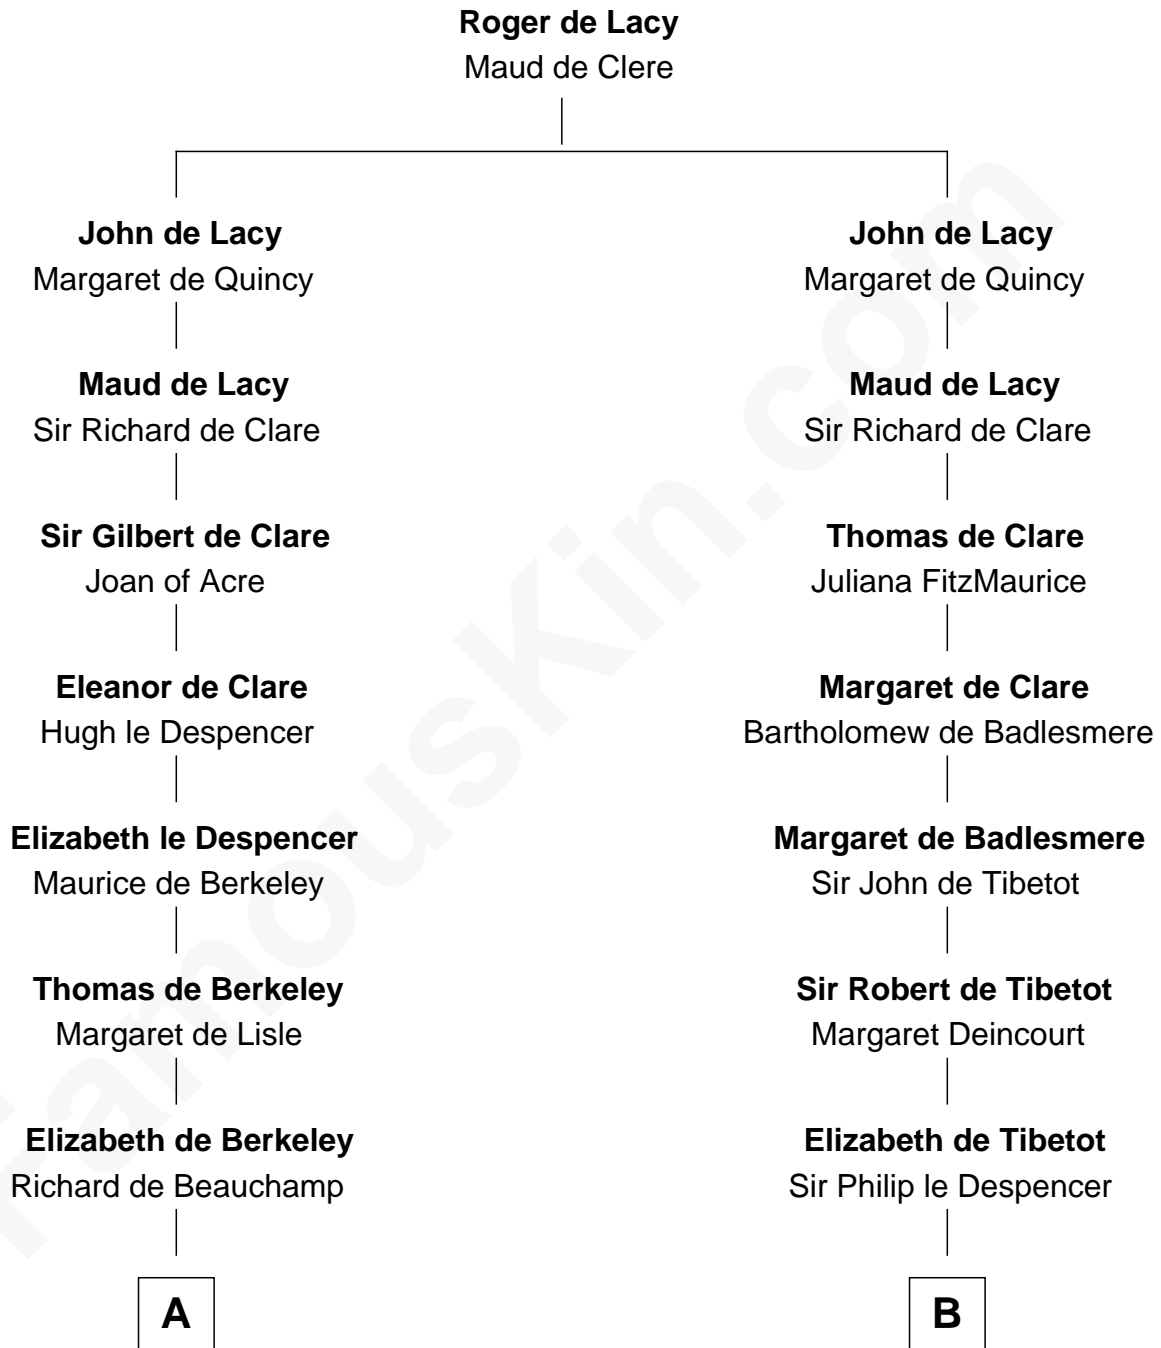 Roger de Lacy
Maud de Clere
John de Lacy
Margaret de Quincy
John de Lacy
Margaret de Quincy
Maud de Lacy
Sir Richard de Clare
Maud de Lacy
Sir Richard de Clare
Sir Gilbert de Clare
Joan of Acre
Thomas de Clare
Juliana FitzMaurice
Eleanor de Clare
Hugh le Despencer
Margaret de Clare
Bartholomew de Badlesmere
Elizabeth le Despencer
Maurice de Berkeley
Margaret de Badlesmere
Sir John de Tibetot
Thomas de Berkeley
Margaret de Lisle
Sir Robert de Tibetot
Margaret Deincourt
Elizabeth de Berkeley
Richard de Beauchamp
Elizabeth de Tibetot
Sir Philip le Despencer
A
B
FamousKin.com